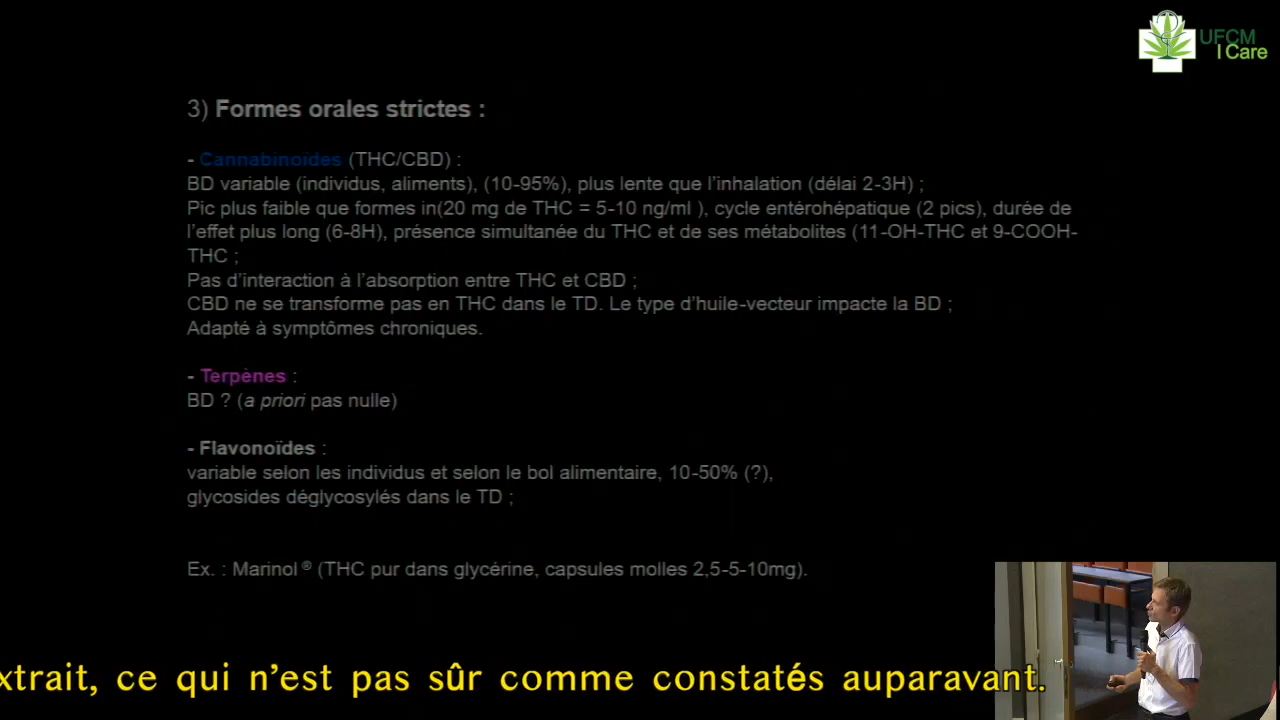 UFCM
I Care
3) Formes orales strictes :
- Cannabinoïdes (THC/CBD) :
BD variable (individus, aliments), (10-95%), plus lente que l’inhalation (délai 2-3H) ;
Pic plus faible que formes in(20 mg de THC = 5-10 ng/ml ), cycle entérohépatique (2 pics), durée de
l’effet plus long (6-8H), présence simultanée du THC et de ses métabolites (11-OH-THC et 9-COOH-
THC ;
Pas d’interaction à l’absorption entre THC et CBD ;
CBD ne se transforme pas en THC dans le TD. Le type d’huile-vecteur impacte la BD ;
Adapté à symptômes chroniques.
- Terpènes :
BD ? (a priori pas nulle)
- Flavonoïdes :
variable selon les individus et selon le bol alimentaire, 10-50% (?),
glycosides déglycosylés dans le TD ;
Ex. : Marinol ® (THC pur dans glycérine, capsules molles 2,5-5-10mg).
xtrait, ce qui n’est pas sûr comme constatés auparavant.